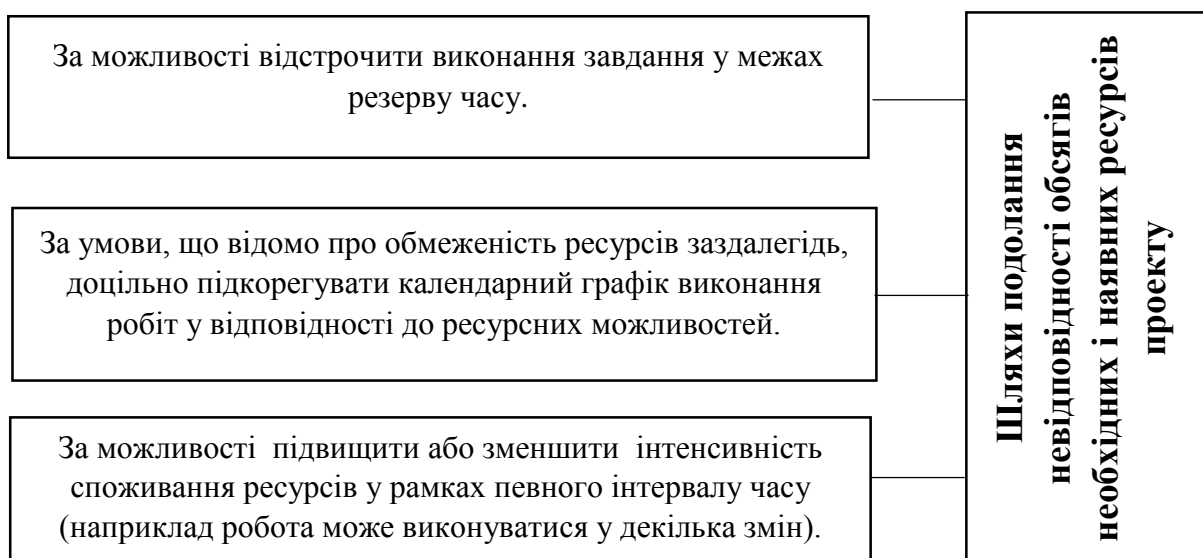 За можливості відстрочити виконання завдання у межах
резерву часу.
За умови, що відомо про обмеженість ресурсів заздалегідь,
доцільно підкорегувати календарний графік виконання
робіт у відповідності до ресурсних можливостей.
За можливості підвищити або зменшити інтенсивність
споживання ресурсів у рамках певного інтервалу часу
(наприклад робота може виконуватися у декілька змін).
Шляхи подолання
невідповідності обсягів
необхідних і наявних ресурсів
проекту